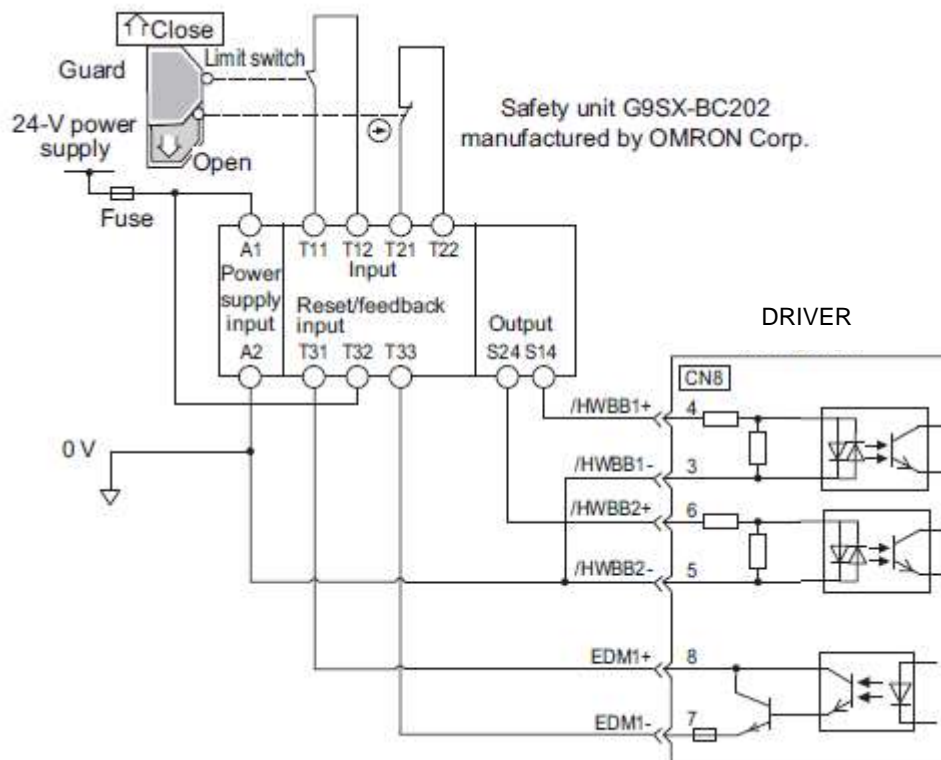 Close
Limit switch
Guard
24-V power
supply
Open
Fuse
Safety unit G9SX-BC202
manufactured by OMRON Corp.
A1
T11
T12
T21
T22
Power
supply
input
Input
Reset/feedback
input
Output
A2
T31
T32
T33
S24
S14
DRIVER
CN8
/HWBB1+
4
0 V
/HWBB1-
3
/HWBB2+
6
/HWBB2-
5
EDM1+
8
EDM1-
7